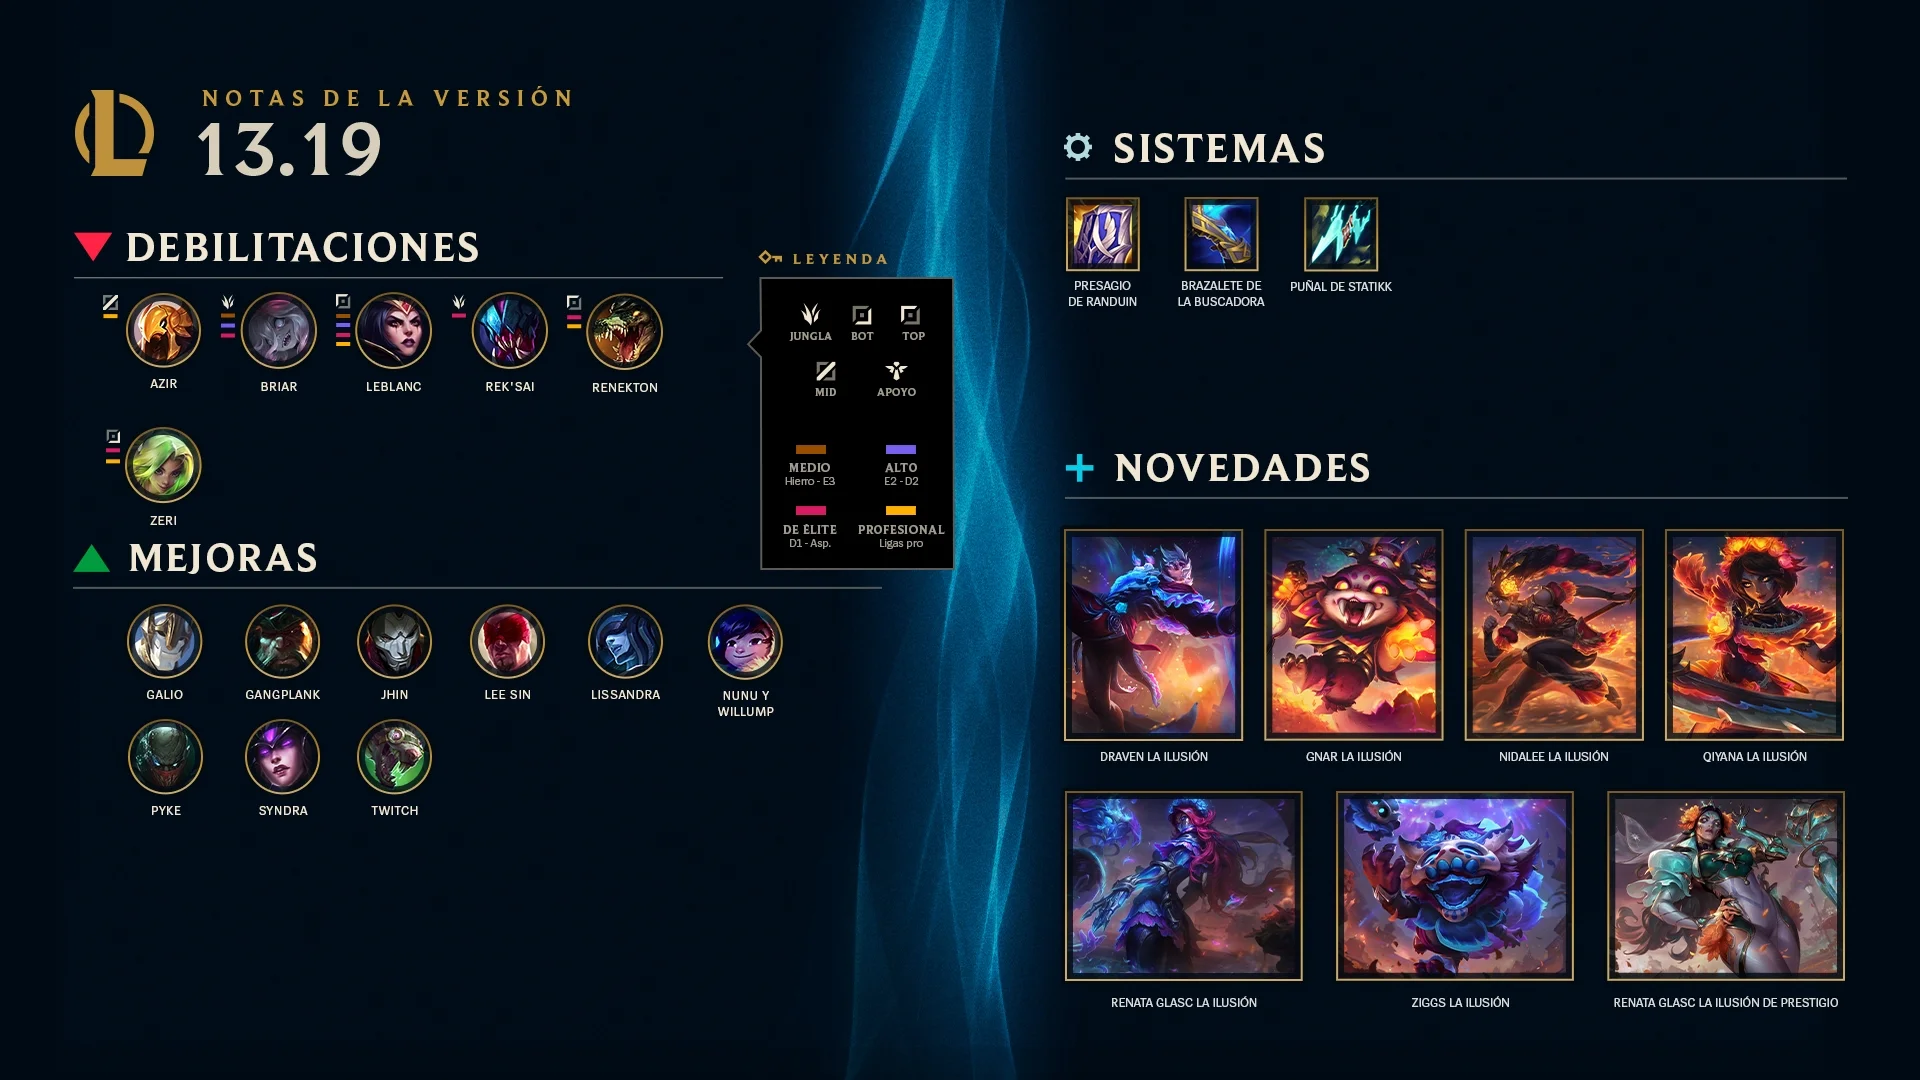 NOTAS DE LA VERSIÓN
13.19
DEBILITACIONES
AZIR
BRIAR
LEBLANC
REK'SAI
RENEKTON
ZERI
LEYENDA
JUNGLA
BOT
TOP
MID
APOYO
MEDIO
Hierro - E3
ALTO
E2 - D2
DE ÉLITE
D1 - Asp.
PROFESIONAL
Ligas pro
MEJORAS
GALIO
GANGPLANK
JHIN
LEE SIN
LISSANDRA
NUNU Y
WILLUMP
PYKE
SYNDRA
TWITCH
SISTEMAS
PRESAGIO
DE RANDUIN
BRAZALETE DE
LA BUSCADORA
PUÑAL DE STATIKK
NOVEDADES
DRAVEN LA ILUSIÓN
GNAR LA ILUSIÓN
NIDALEE LA ILUSIÓN
QIYANA LA ILUSIÓN
RENATA GLASC LA ILUSIÓN
ZIGGS LA ILUSIÓN
RENATA GLASC LA ILUSIÓN DE PRESTIGIO